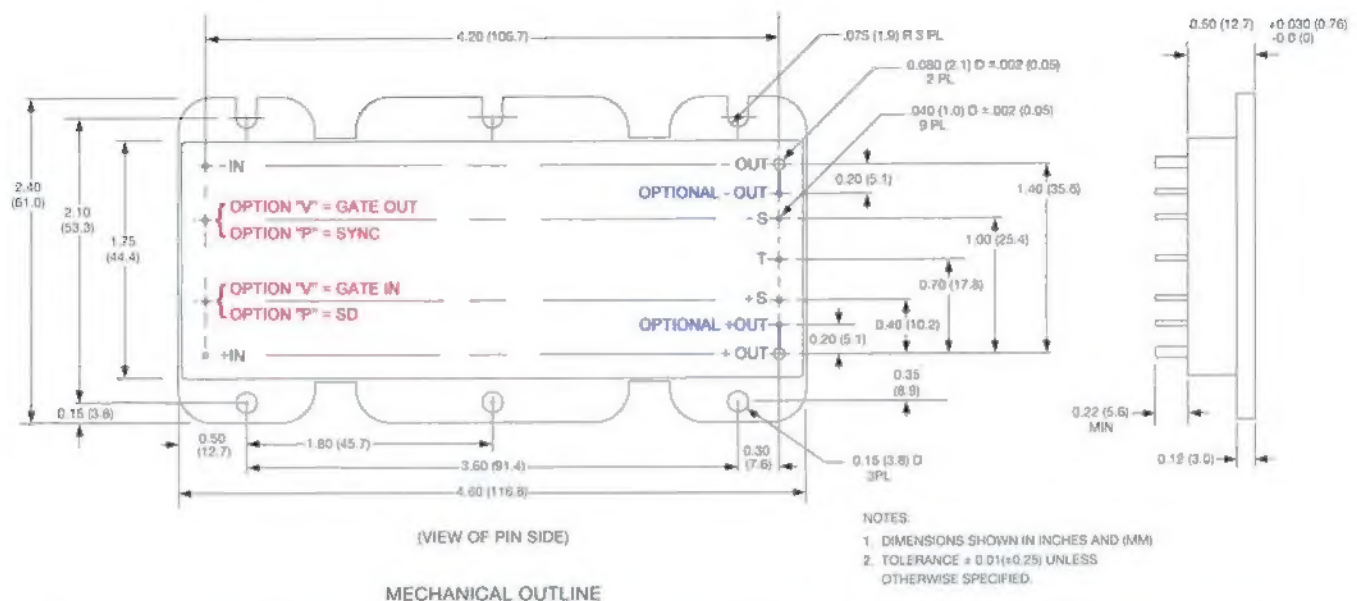 0.50 (12.7)
+0.030 (0.76)
-0.0 (0)
4.20 (106.7)
.075 (1.9) R 3 PL
0.080 (2.1) D ±.002 (0.05)
2 PL
.040 (1.0) D ±.002 (0.05)
9 PL
2.40
(61.0)
2.10
(53.3)
1.75
(44.4)
0.15 (3.8)
- IN
OPTION "V" = GATE OUT
OPTION "P" = SYNC
OPTION "V" = GATE IN
OPTION "P" = SD
+IN
- OUT
OPTIONAL - OUT
- S
T
+S
OPTIONAL +OUT
+ OUT
0.20 (5.1)
1.40 (35.6)
1.00 (25.4)
0.70 (17.8)
0.40 (10.2)
0.20 (5.1)
0.35
(8.9)
0.22 (5.6)
MIN
0.12 (3.0)
0.50
(12.7)
1.80 (45.7)
3.60 (91.4)
0.30
(7.6)
0.15 (3.8) D
3PL
4.60 (116.8)
(VIEW OF PIN SIDE)
NOTES:
1. DIMENSIONS SHOWN IN INCHES AND (MM)
2. TOLERANCE ± 0.01(±0.25) UNLESS
OTHERWISE SPECIFIED.
MECHANICAL OUTLINE